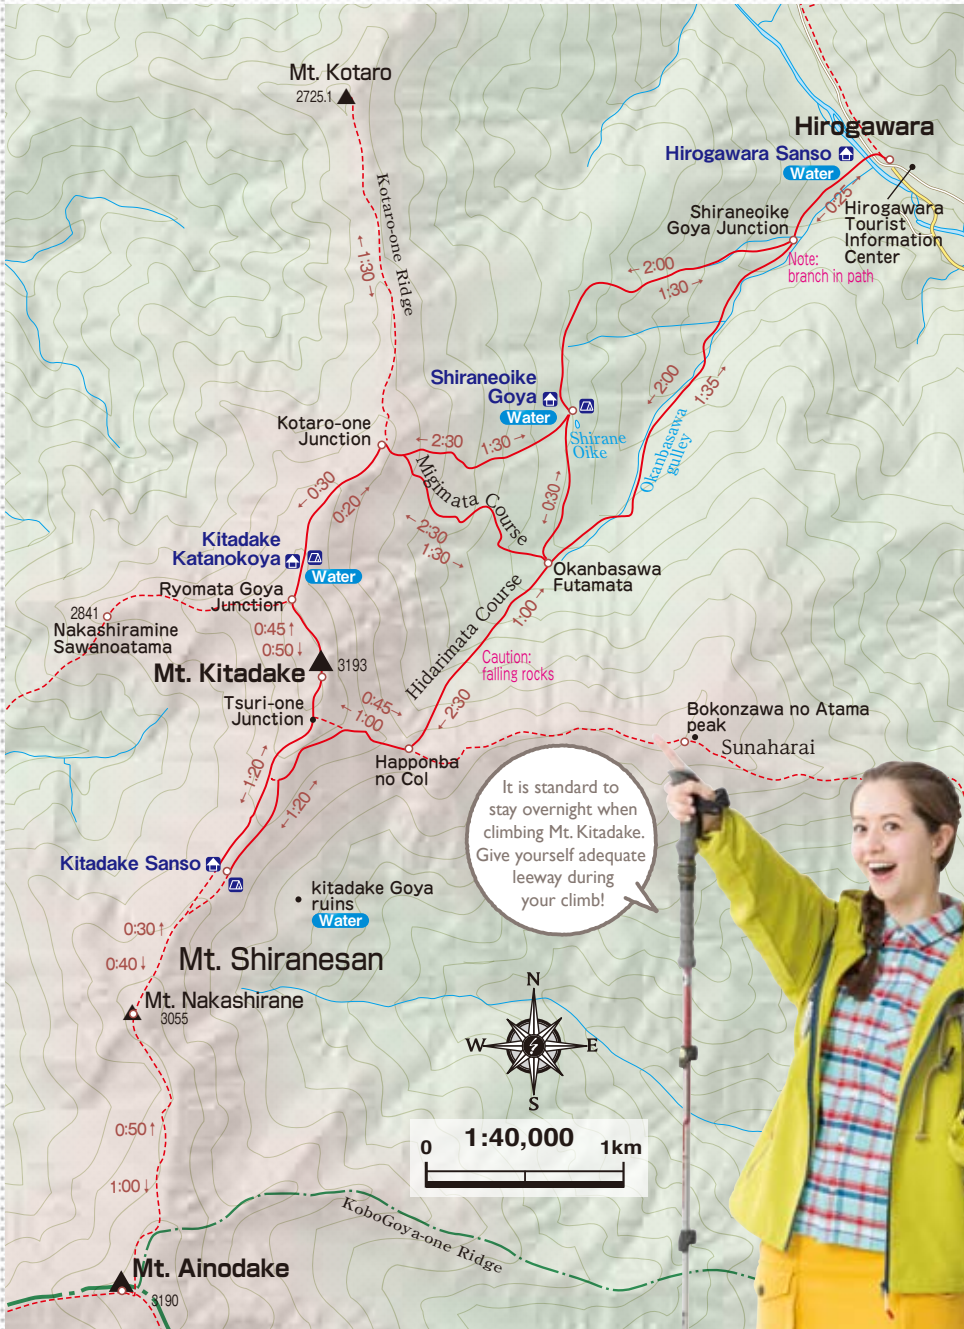 Mt. Kotaro
2725.1
Kotaro-one Ridge
← 1:30 →
Hirogawara
Hirogawara Sanso
Water
← 0:25 →
Shiraneoike
Goya Junction
Hirogawara
Tourist
Information
Center
Note:
branch in path
← 2:00
1:30 →
Shiraneoike
Goya
Water
Shirane
Oike
← 2:00
1:35 →
Okanbasawa
gulley
Kotaro-one
Junction
← 2:30
1:30 →
Migimata Course
← 0:30
0:20 →
← 0:30 →
← 2:30
1:30 →
Kitadake
Katanokoya
Water
Okanbasawa
Futamata
Ryomata Goya
Junction
2841
Nakashiramine
Sawanoatama
0:45 ↑
0:50 ↓
Hidarimata Course
1:00 →
← 2:30
Caution:
falling rocks
Mt. Kitadake
3193
Tsuri-one
Junction
0:45 →
← 1:00
Happonba
no Col
Bokonzawa no Atama
peak
Sunaharai
← 1:20 →
← 1:20 →
It is standard to
stay overnight when
climbing Mt. Kitadake.
Give yourself adequate
leeway during
your climb!
Kitadake Sanso
kitadake Goya
ruins
Water
0:30 ↑
0:40 ↓
Mt. Shiranesan
Mt. Nakashirane
3055
N
W
E
S
0:50 ↑
1:00 ↓
1:40,000
0
1km
KoboGoya-one Ridge
Mt. Ainodake
3190